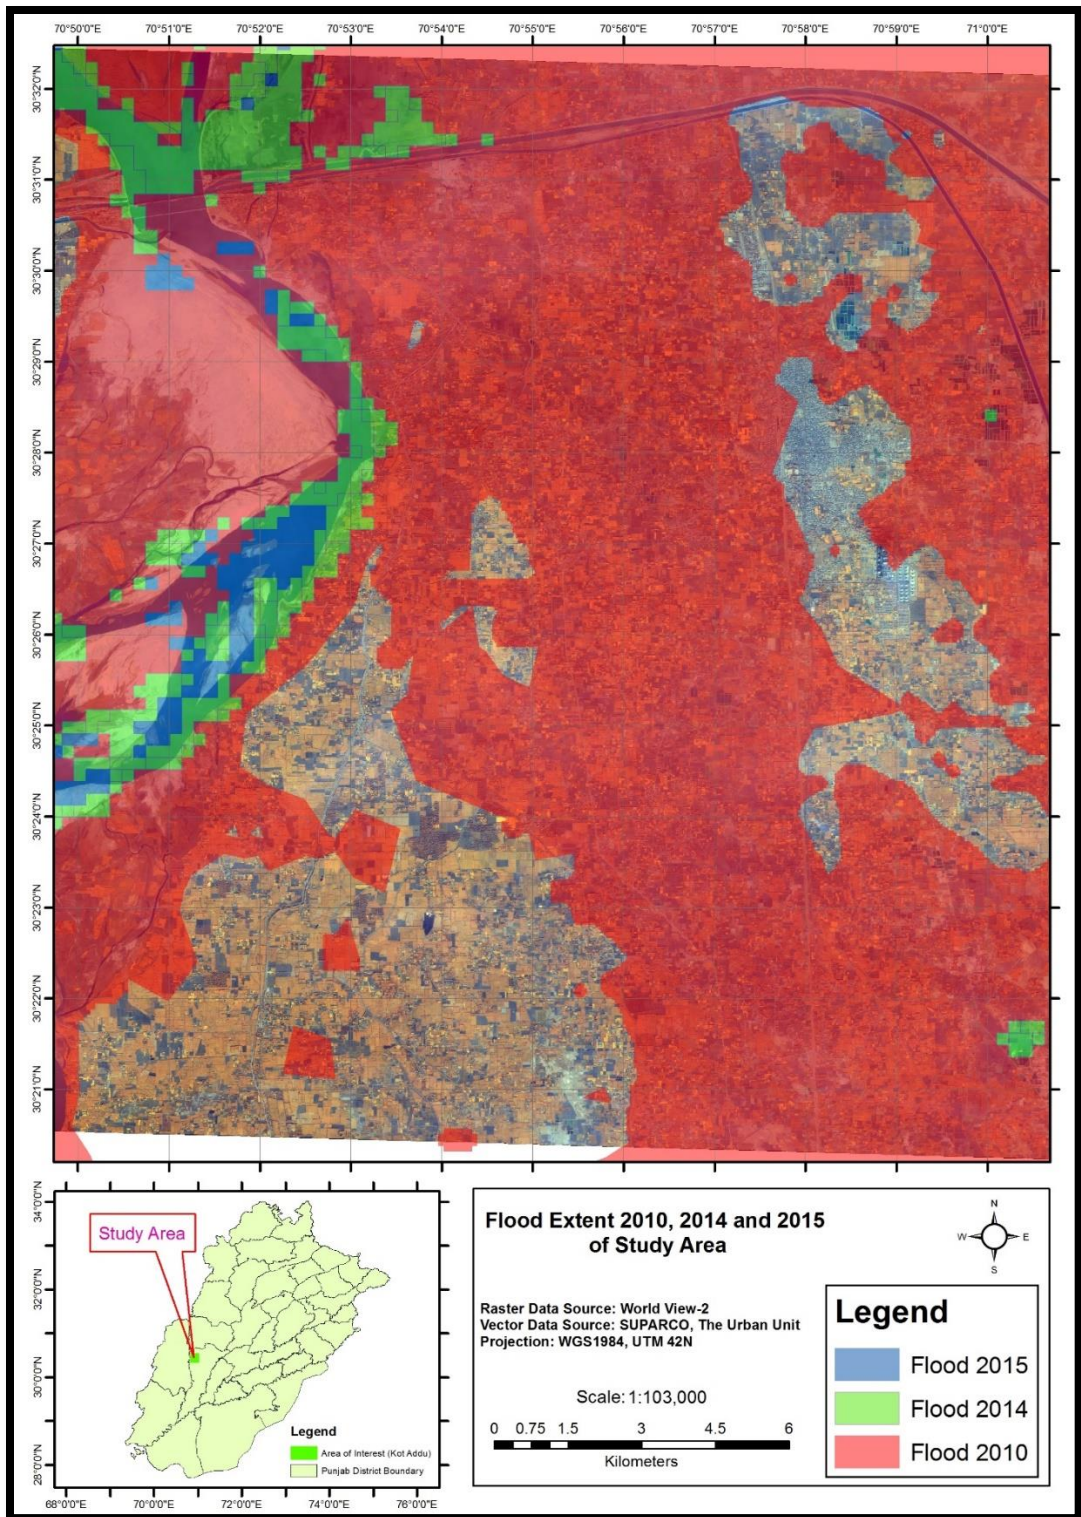 70°50'0"E 70°51'0"E 70°52'0"E 70°53'0"E 70°54'0"E 70°55'0"E 70°56'0"E 70°57'0"E 70°58'0"E 70°59'0"E 71°0'0"E
30°32'0"N
30°31'0"N
30°30'0"N
30°29'0"N
30°28'0"N
30°27'0"N
30°26'0"N
30°25'0"N
30°24'0"N
30°23'0"N
30°22'0"N
30°21'0"N
34°0'0"N
32°0'0"N
30°0'0"N
28°0'0"N
Study Area
Legend
Area of Interest (Kot Addu)
Punjab District Boundary
68°0'0"E 70°0'0"E 72°0'0"E 74°0'0"E 76°0'0"E
Flood Extent 2010, 2014 and 2015
of Study Area
N
W E
S
Raster Data Source: World View-2
Vector Data Source: SUPARCO, The Urban Unit
Projection: WGS1984, UTM 42N
Scale: 1:103,000
0 0.75 1.5 3 4.5 6
Kilometers
Legend
Flood 2015
Flood 2014
Flood 2010